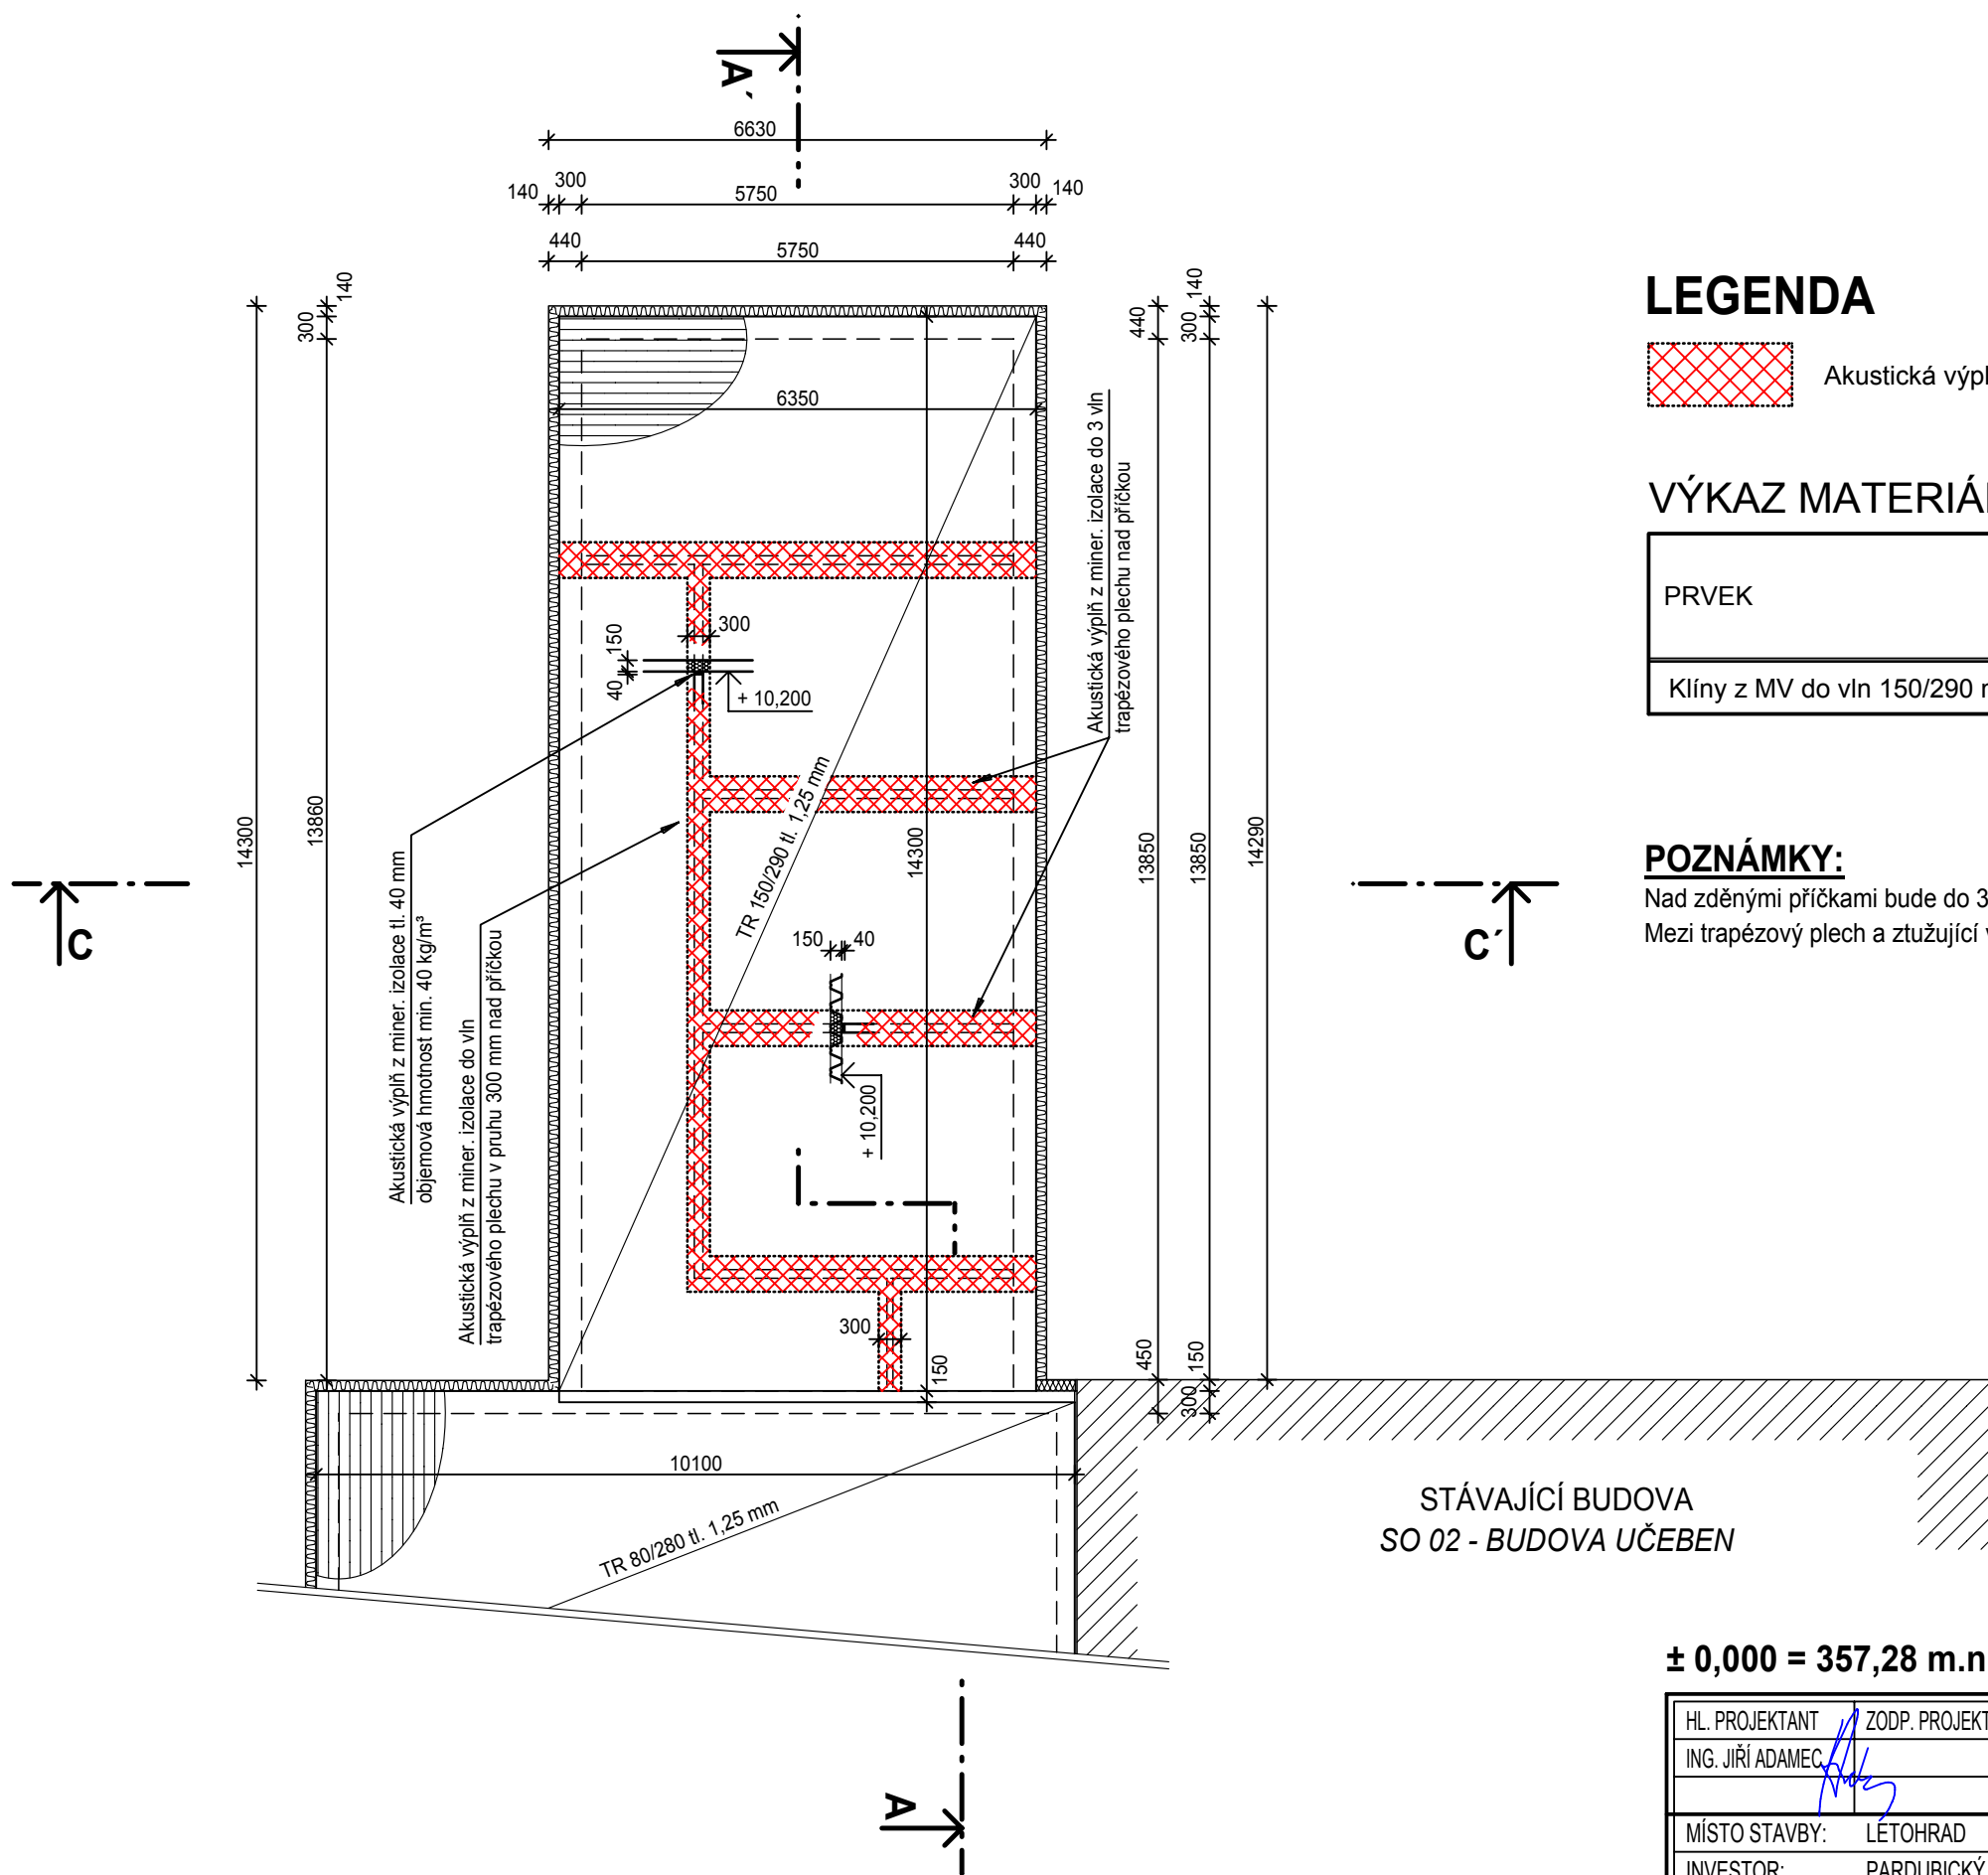 A´
6630
140
300
5750
300
140
440
5750
440
140
300
140
440
300
6350
LEGENDA
VÝKAZ
PRVEK
Klíny z MV do vln 150/290
150
40
300
+ 10,200
Akustická výplň z miner. izolace do 3 vln
trapézového plechu nad příčkou
14300
13860
14300
13850
13850
14290
TR 150/290 tl. 1,25 mm
Akustická výplň z miner. izolace tl. 40 mm
objemová hmotnost min. 40 kg/m³
Akustická výplň z miner. izolace do vln
trapézového plechu v pruhu 300 mm nad příčkou
POZNÁMKY:
Nad zděnými příčkami bude do 3
Mezi trapézový plech a ztužující
C
C´
150
40
+ 10,200
300
150
450
150
300
10100
TR 80/280 tl. 1,25 mm
STÁVAJÍCÍ BUDOVA
SO 02 - BUDOVA UČEBEN
± 0,000 = 357,28 m.n
HL. PROJEKTANT
ZODP.
ING. JIŘÍ ADAMEC
MÍSTO STAVBY: LETOHRAD
INVESTOR: PARDUBICKÝ
A